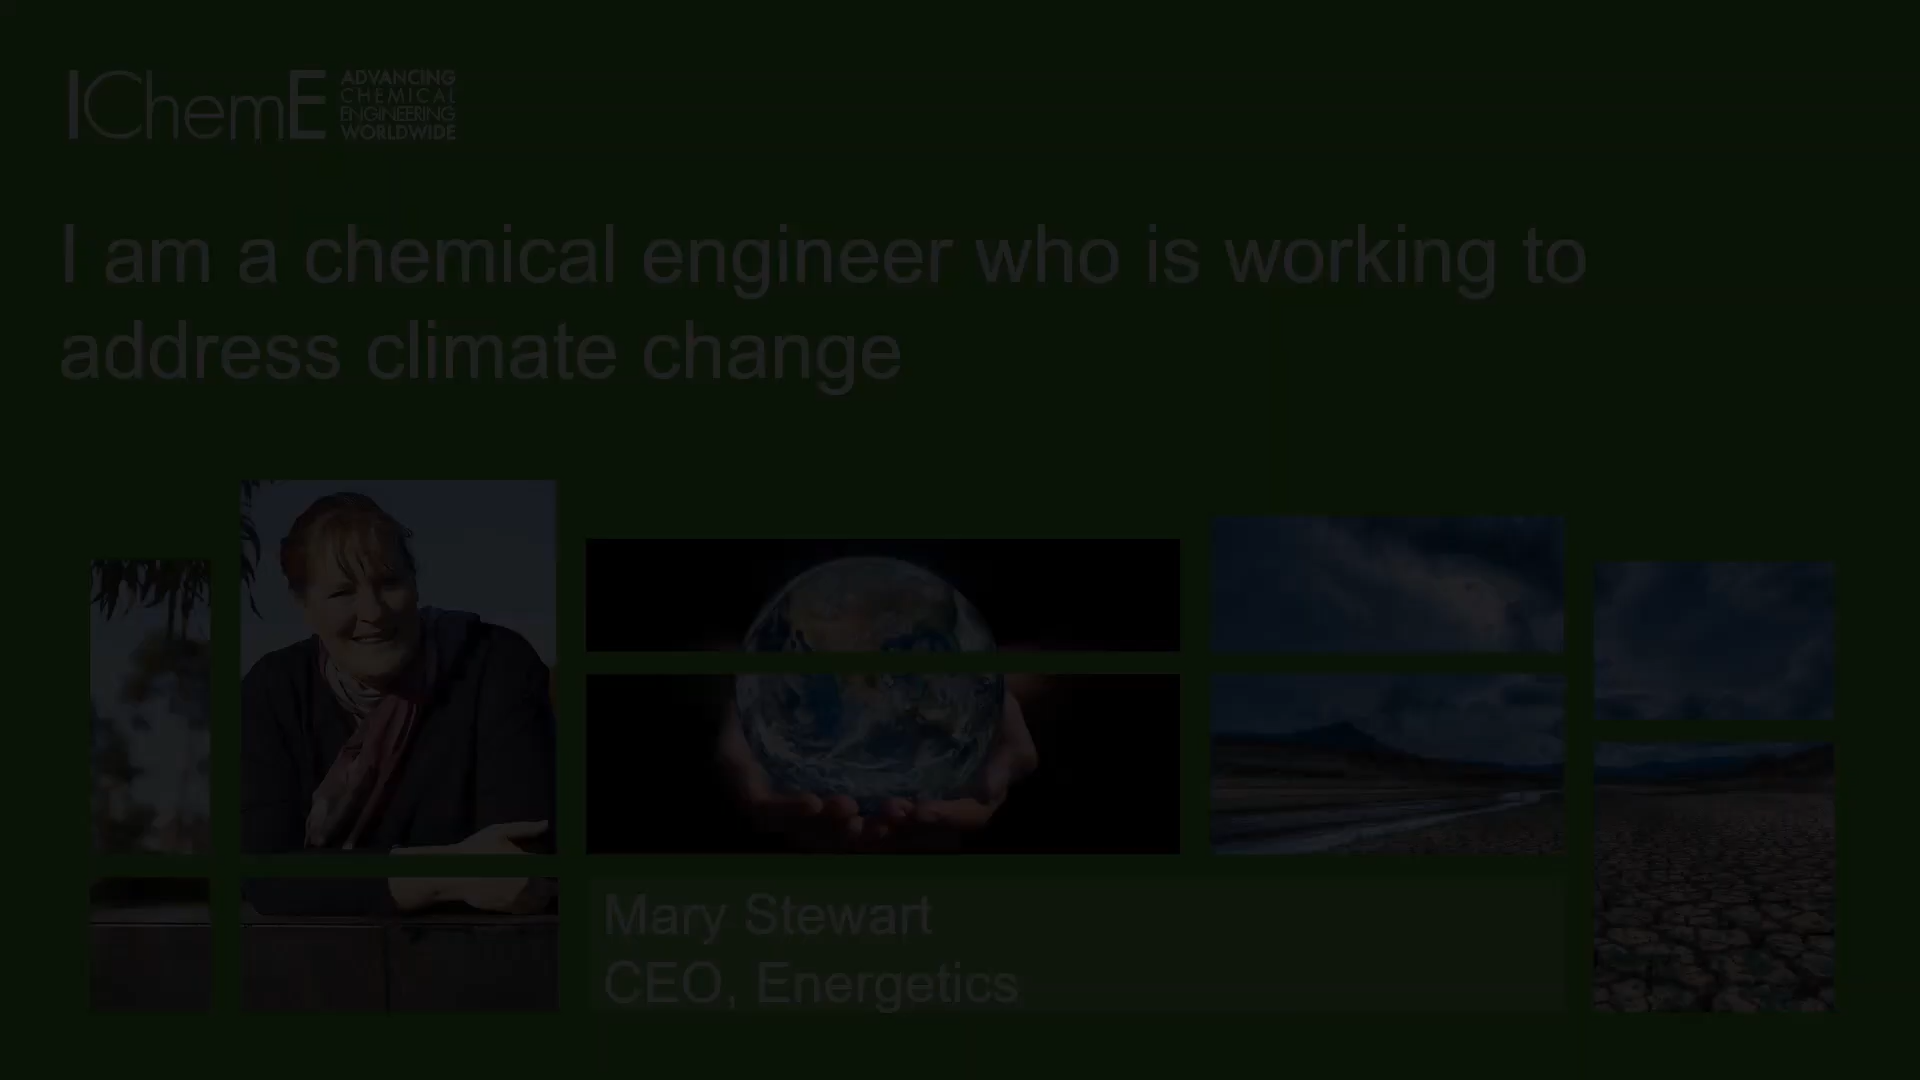 IChemE
ADVANCING
CHEMICAL
ENGINEERING
WORLDWIDE
I am a chemical engineer who is working to
address climate change
Mary Stewart
CEO, Energetics